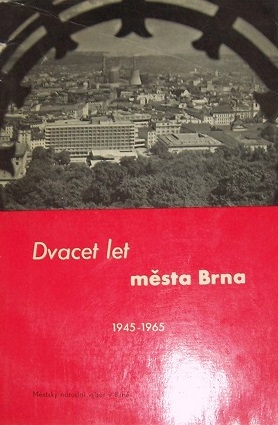 Dvacet let
města Brna
1945-1965
Městský národní výbor v Brně